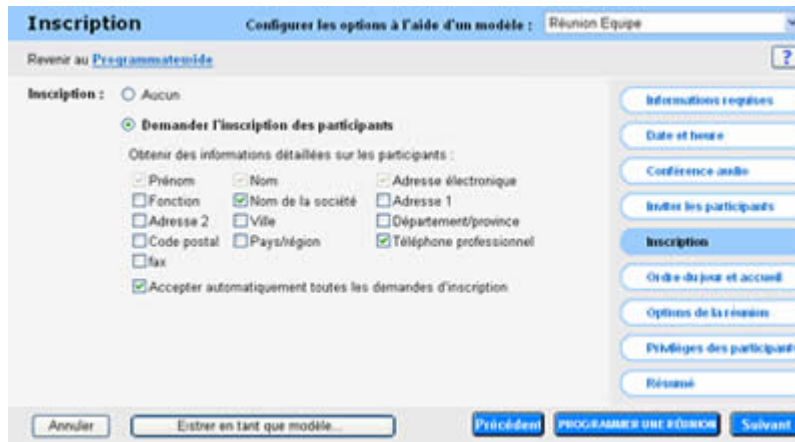 Inscription
Configurer les options à l'aide d'un modèle :
Réunion Equipe
Revenir au Programmatewide
?
Inscription :
Aucun
Demander l'inscription des participants
Obtenir des informations détaillées sur les participants :
Prénom Nom Adresse électronique
Fonction Nom de la société Adresse 1
Adresse 2 Ville Département/province
Code postal Pays/région Téléphone professionnel
fax
Accepter automatiquement toutes les demandes d'inscription
Informations requises
Date et heure
Conférence audio
Inviter les participants
Inscription
Ordre du jour et accueil
Options de la réunion
Privilèges des participants
Résumé
Annuler
Eistrer en tant que modèle...
Précédent
PROGRAMMER UNE RÉUNION
Suivant